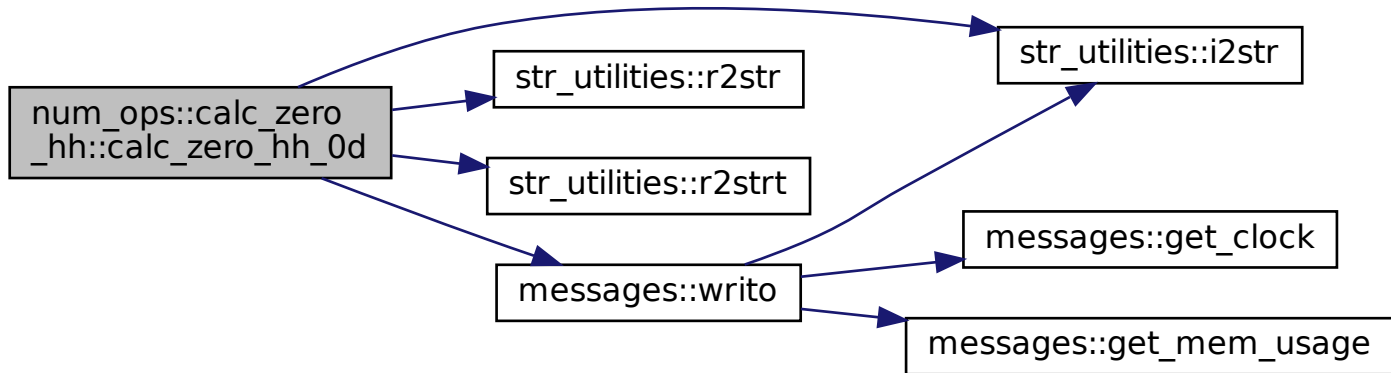 num_ops::calc_zero
_hh::calc_zero_hh_0d
str_utilities::i2str
str_utilities::r2str
str_utilities::r2strt
messages::writo
messages::get_clock
messages::get_mem_usage